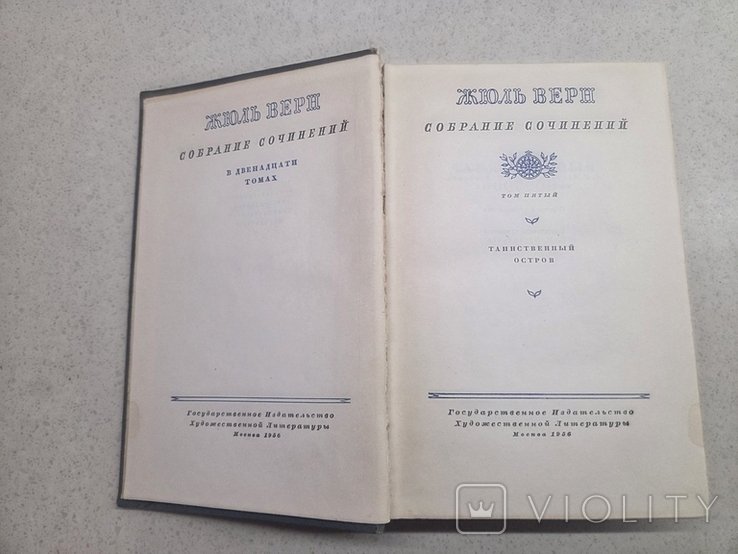 ЖЮЛЬ ВЕРН
СОБРАНИЕ СОЧИНЕНИЙ
В ДВЕНАДЦАТИ
ТОМАХ
Государственное Издательство
Художественной Литературы
Москва 1956
ЖЮЛЬ ВЕРН
СОБРАНИЕ СОЧИНЕНИЙ
ТОМ ПЯТЫЙ
ТАИНСТВЕННЫЙ
ОСТРОВ
Государственное Издательство
Художественной Литературы
Москва 1956
VIOLITY